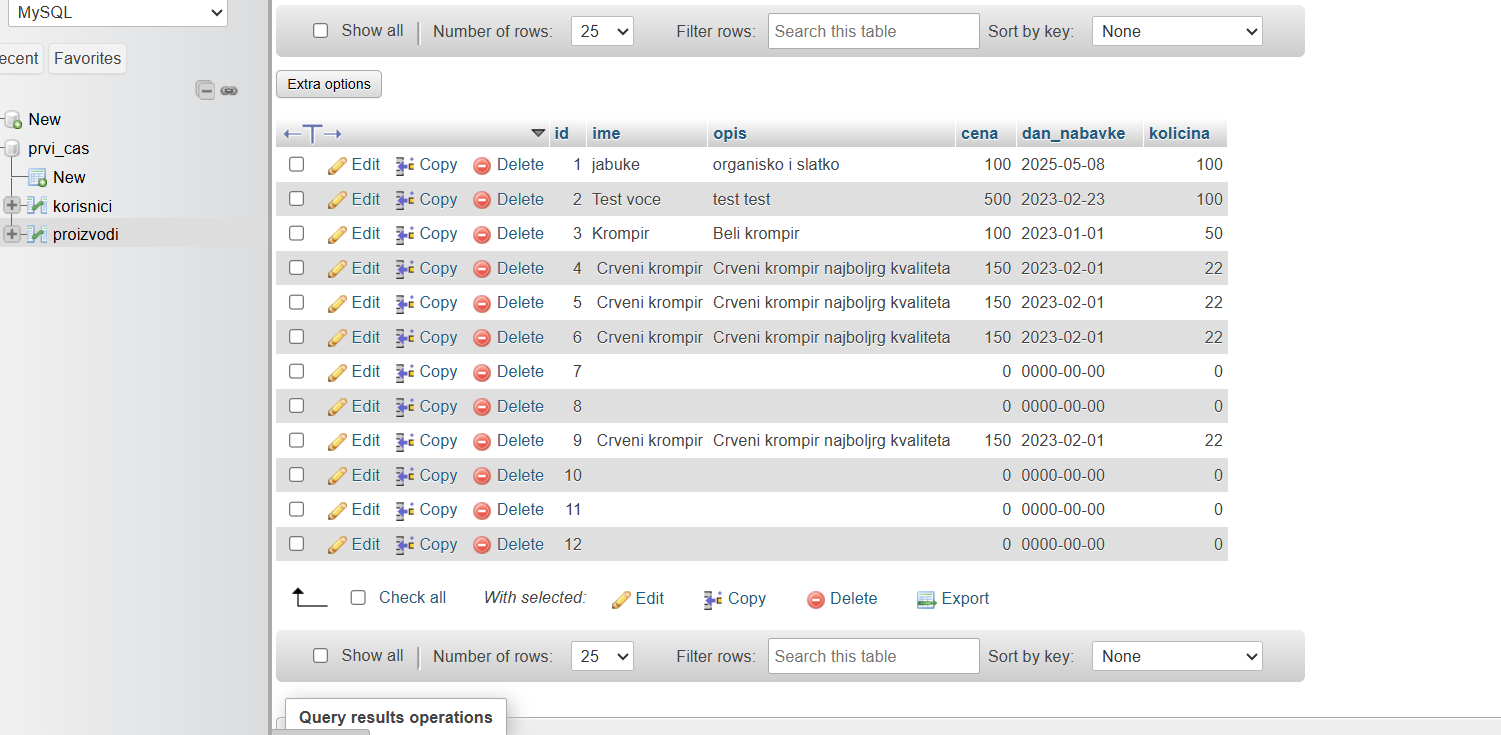 MySQL
Show all Number of rows: 25 Filter rows: Search this table Sort by key: None
ecent Favorites
Extra options
New
prvi_cas
New
korisnici
proizvodi
id ime opis cena dan_nabavke kolicina
Edit Copy Delete 1 jabuke organisko i slatko 100 2025-05-08 100
Edit Copy Delete 2 Test voce test test 500 2023-02-23 100
Edit Copy Delete 3 Krompir Beli krompir 100 2023-01-01 50
Edit Copy Delete 4 Crveni krompir Crveni krompir najboljrg kvaliteta 150 2023-02-01 22
Edit Copy Delete 5 Crveni krompir Crveni krompir najboljrg kvaliteta 150 2023-02-01 22
Edit Copy Delete 6 Crveni krompir Crveni krompir najboljrg kvaliteta 150 2023-02-01 22
Edit Copy Delete 7 0 0000-00-00 0
Edit Copy Delete 8 0 0000-00-00 0
Edit Copy Delete 9 Crveni krompir Crveni krompir najboljrg kvaliteta 150 2023-02-01 22
Edit Copy Delete 10 0 0000-00-00 0
Edit Copy Delete 11 0 0000-00-00 0
Edit Copy Delete 12 0 0000-00-00 0
Check all With selected: Edit Copy Delete Export
Show all Number of rows: 25 Filter rows: Search this table Sort by key: None
Query results operations